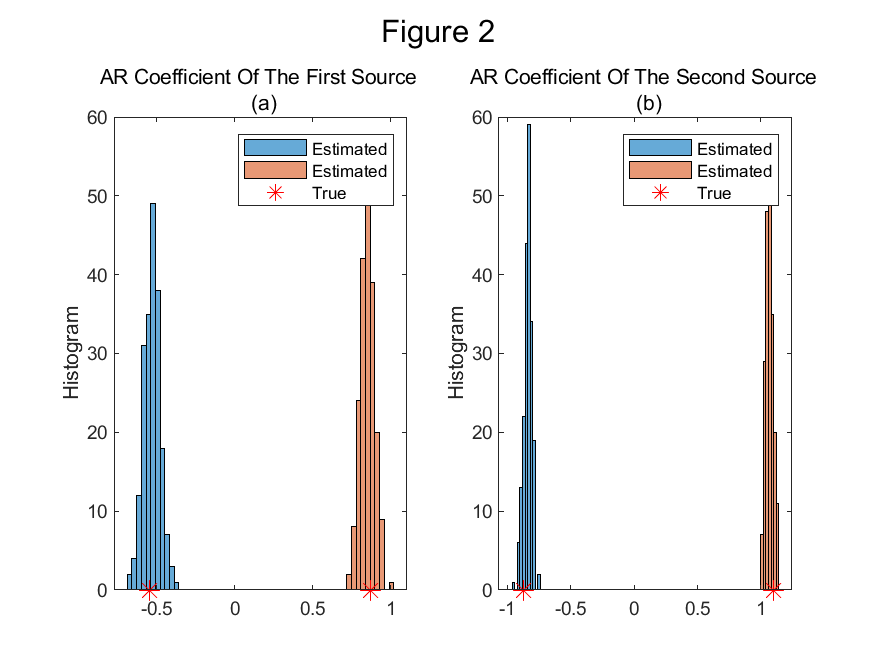 Figure 2
AR Coefficient Of The First Source
(a)
60
50
40
30
20
10
0
Histogram
Estimated
Estimated
True
-0.5
0
0.5
1
AR Coefficient Of The Second Source
(b)
60
50
40
30
20
10
0
Histogram
Estimated
Estimated
True
-1
-0.5
0
0.5
1